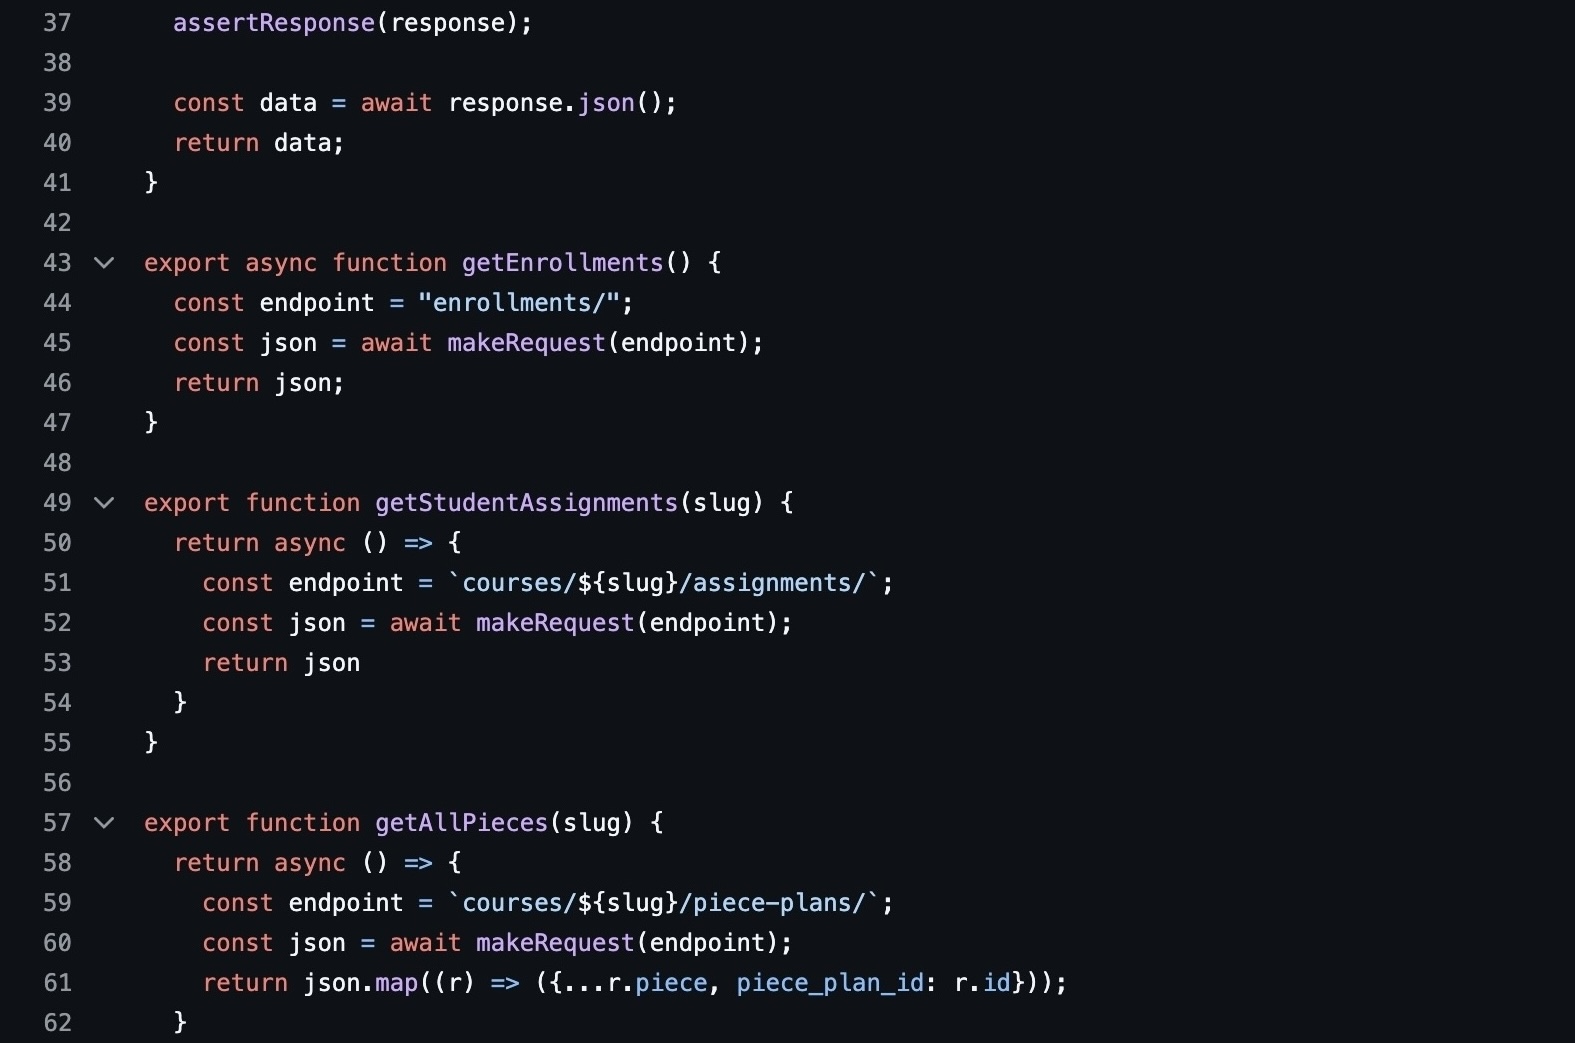 37 assertResponse(response);
38
39 const data = await response.json();
40 return data;
41 }
42
43 export async function getEnrollments() {
44 const endpoint = "enrollments/";
45 const json = await makeRequest(endpoint);
46 return json;
47 }
48
49 export function getStudentAssignments(slug) {
50 return async () => {
51 const endpoint = `courses/${slug}/assignments/`;
52 const json = await makeRequest(endpoint);
53 return json
54 }
55 }
56
57 export function getAllPieces(slug) {
58 return async () => {
59 const endpoint = `courses/${slug}/piece-plans/`;
60 const json = await makeRequest(endpoint);
61 return json.map((r) => ({...r.piece, piece_plan_id: r.id}));
62 }